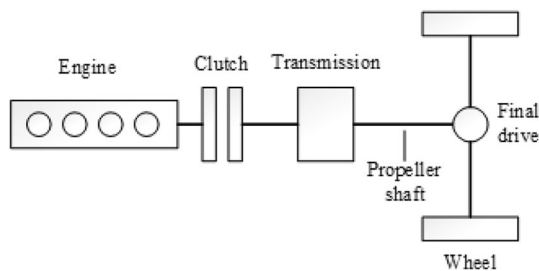 Engine
Clutch
Transmission
Final
drive
Propeller
shaft
Wheel